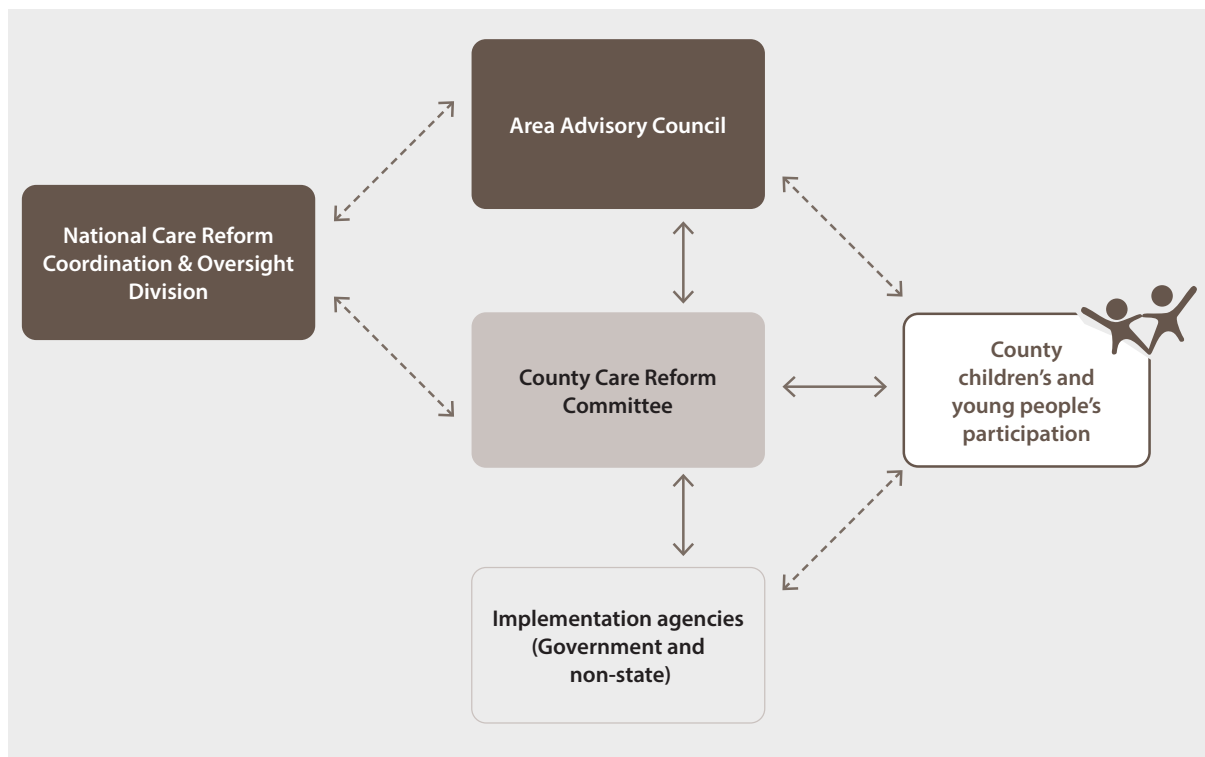 Area Advisory Council
National Care Reform
Coordination & Oversight
Division
County Care Reform
Committee
County
children’s and
young people’s
participation
Implementation agencies
(Government and
non-state)